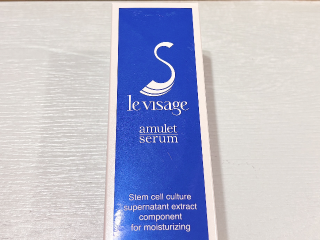 le visage
amulet
serum
Stem cell culture
supernatant extract
component
for moisturizing